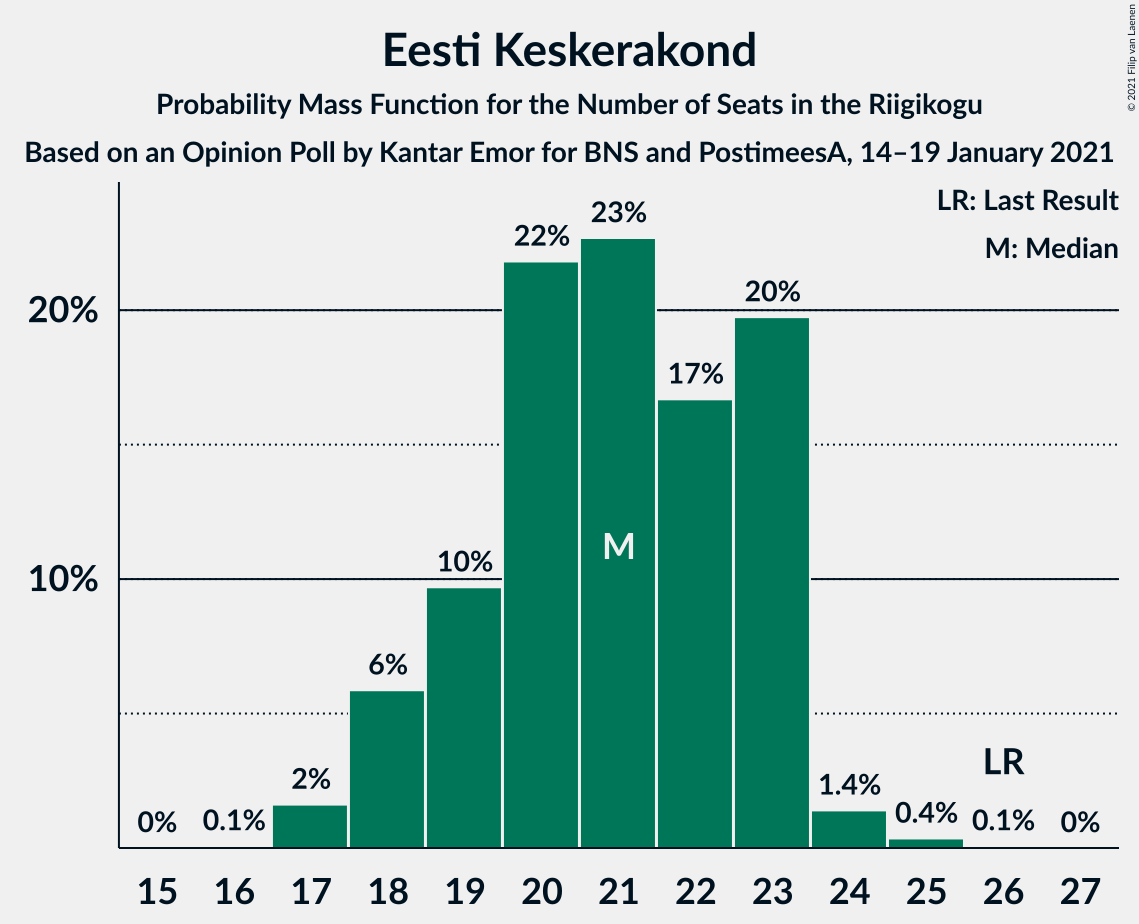 Eesti Keskerakond
Probability Mass Function for the Number of Seats in the Riigikogu
Based on an Opinion Poll by Kantar Emor for BNS and PostimeesA, 14–19 January 2021
© 2021 Filip van Laenen
LR: Last Result
M: Median
20%
10%
0%
0.1%
2%
6%
10%
22%
23%
17%
20%
1.4%
0.4%
0.1%
0%
M
LR
15 16 17 18 19 20 21 22 23 24 25 26 27